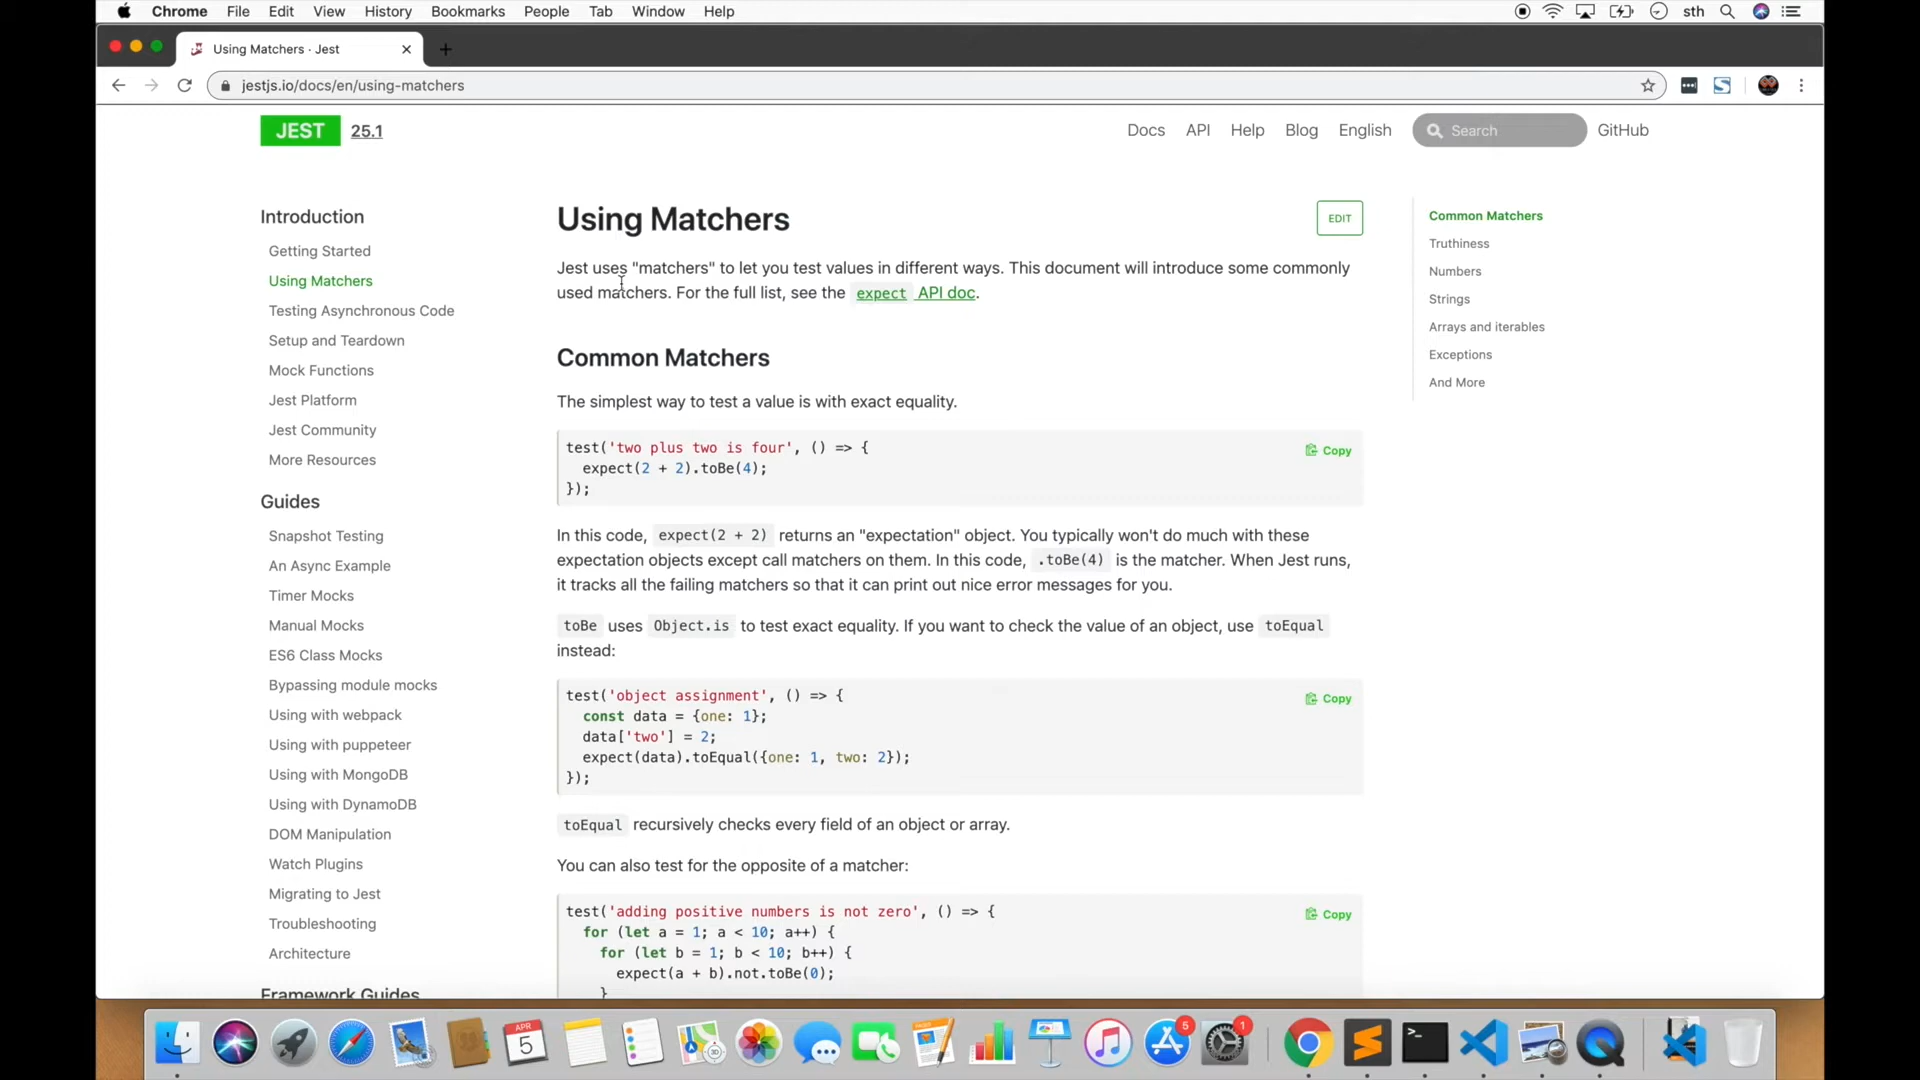 Chrome File Edit View History Bookmarks People Tab Window Help sth
Using Matchers · Jest
jestjs.io/docs/en/using-matchers
JEST 25.1
Docs API Help Blog English Search GitHub
Introduction
Getting Started
Using Matchers
Testing Asynchronous Code
Setup and Teardown
Mock Functions
Jest Platform
Jest Community
More Resources
Guides
Snapshot Testing
An Async Example
Timer Mocks
Manual Mocks
ES6 Class Mocks
Bypassing module mocks
Using with webpack
Using with puppeteer
Using with MongoDB
Using with DynamoDB
DOM Manipulation
Watch Plugins
Migrating to Jest
Troubleshooting
Architecture
Framework Guides
Using Matchers
EDIT
Jest uses "matchers" to let you test values in different ways. This document will introduce some commonly
used matchers. For the full list, see the expect API doc.
Common Matchers
The simplest way to test a value is with exact equality.
test('two plus two is four', () => {
Copy
expect(2 + 2).toBe(4);
});
In this code, expect(2 + 2) returns an "expectation" object. You typically won't do much with these
expectation objects except call matchers on them. In this code, .toBe(4) is the matcher. When Jest runs,
it tracks all the failing matchers so that it can print out nice error messages for you.
toBe uses Object.is to test exact equality. If you want to check the value of an object, use toEqual
instead:
test('object assignment', () => {
Copy
const data = {one: 1};
data['two'] = 2;
expect(data).toEqual({one: 1, two: 2});
});
toEqual recursively checks every field of an object or array.
You can also test for the opposite of a matcher:
test('adding positive numbers is not zero', () => {
Copy
for (let a = 1; a < 10; a++) {
for (let b = 1; b < 10; b++) {
expect(a + b).not.toBe(0);
}
Common Matchers
Truthiness
Numbers
Strings
Arrays and iterables
Exceptions
And More
APR
5
5
1